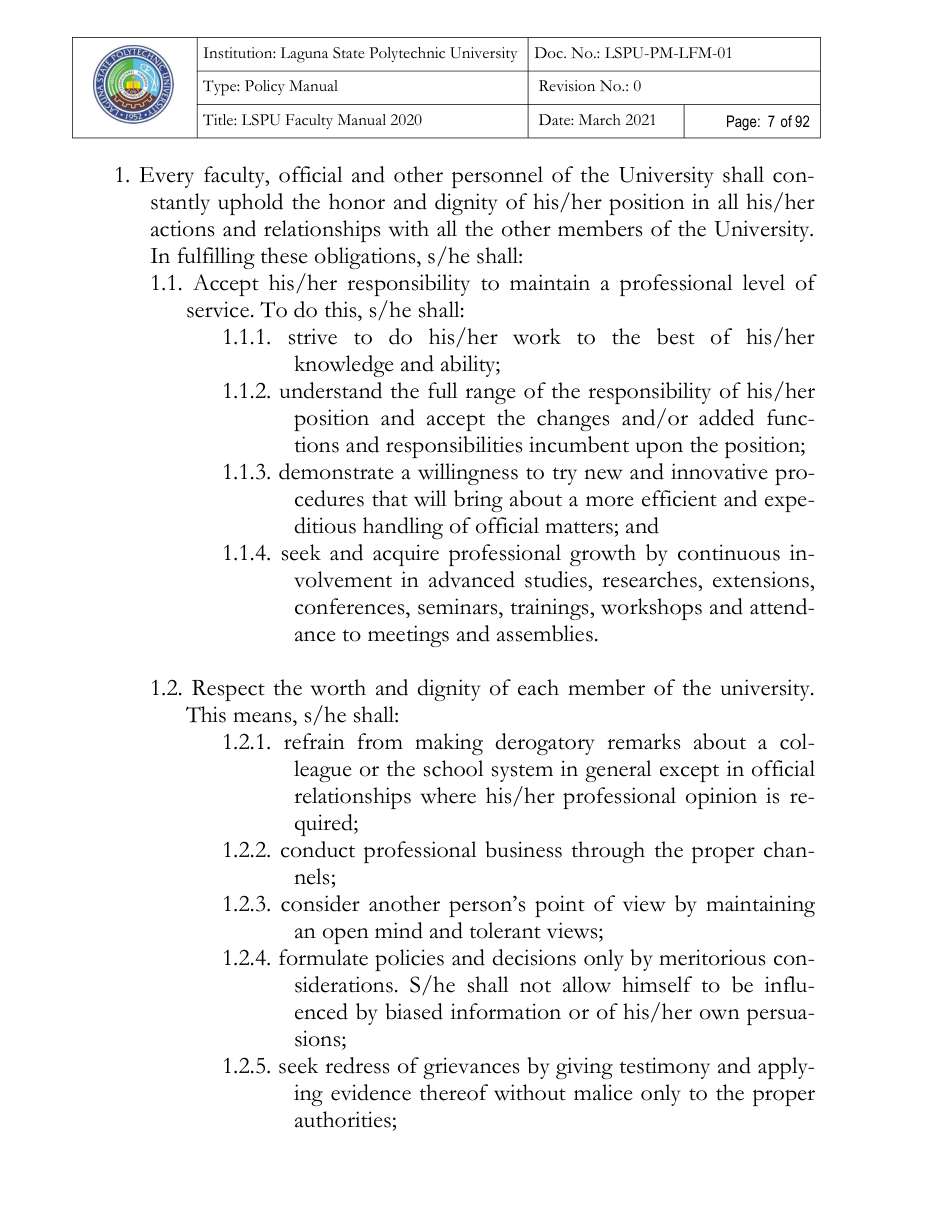 LAGUNA STATE POLYTECHNIC UNIVERSITY
1952
Institution: Laguna State Polytechnic University
Doc. No.: LSPU-PM-LFM-01
Type: Policy Manual
Revision No.: 0
Title: LSPU Faculty Manual 2020
Date: March 2021
Page: 7 of 92
1. Every faculty, official and other personnel of the University shall con-
stantly uphold the honor and dignity of his/her position in all his/her
actions and relationships with all the other members of the University.
In fulfilling these obligations, s/he shall:
1.1. Accept his/her responsibility to maintain a professional level of
service. To do this, s/he shall:
1.1.1. strive to do his/her work to the best of his/her
knowledge and ability;
1.1.2. understand the full range of the responsibility of his/her
position and accept the changes and/or added func-
tions and responsibilities incumbent upon the position;
1.1.3. demonstrate a willingness to try new and innovative pro-
cedures that will bring about a more efficient and expe-
ditious handling of official matters; and
1.1.4. seek and acquire professional growth by continuous in-
volvement in advanced studies, researches, extensions,
conferences, seminars, trainings, workshops and attend-
ance to meetings and assemblies.
1.2. Respect the worth and dignity of each member of the university.
This means, s/he shall:
1.2.1. refrain from making derogatory remarks about a col-
league or the school system in general except in official
relationships where his/her professional opinion is re-
quired;
1.2.2. conduct professional business through the proper chan-
nels;
1.2.3. consider another person’s point of view by maintaining
an open mind and tolerant views;
1.2.4. formulate policies and decisions only by meritorious con-
siderations. S/he shall not allow himself to be influ-
enced by biased information or of his/her own persua-
sions;
1.2.5. seek redress of grievances by giving testimony and apply-
ing evidence thereof without malice only to the proper
authorities;